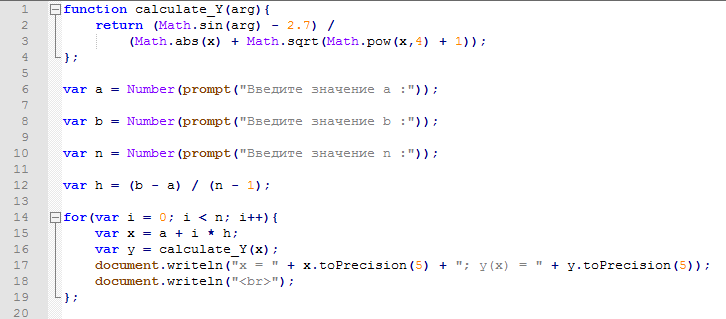 1 function calculate_Y(arg){
2 return (Math.sin(arg) - 2.7) /
3 (Math.abs(x) + Math.sqrt(Math.pow(x,4) + 1));
4 };
5
6 var a = Number(prompt("Введите значение a :"));
7
8 var b = Number(prompt("Введите значение b :"));
9
10 var n = Number(prompt("Введите значение n :"));
11
12 var h = (b - a) / (n - 1);
13
14 for(var i = 0; i < n; i++){
15 var x = a + i * h;
16 var y = calculate_Y(x);
17 document.writeln("x = " + x.toPrecision(5) + "; y(x) = " + y.toPrecision(5));
18 document.writeln("<br>");
19 };
20